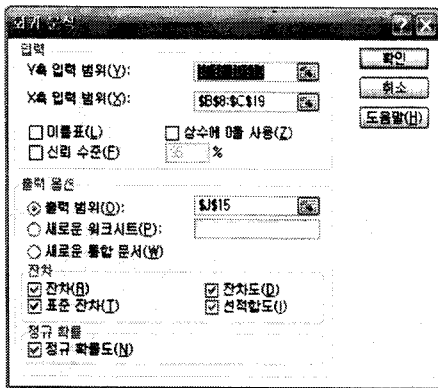 회귀 분석
입력
Y축 입력 범위(Y):
X축 입력 범위(X): $B$8:$C$19
이름표(L) 상수에 0를 사용(Z)
신뢰 수준(F) %
확인
취소
도움말(H)
출력 옵션
출력 범위(O): $J$15
새로운 워크시트(P):
새로운 통합 문서(W)
잔차
잔차(R) 잔차도(D)
표준 잔차(T) 선적합도(I)
정규 확률
정규 확률도(N)